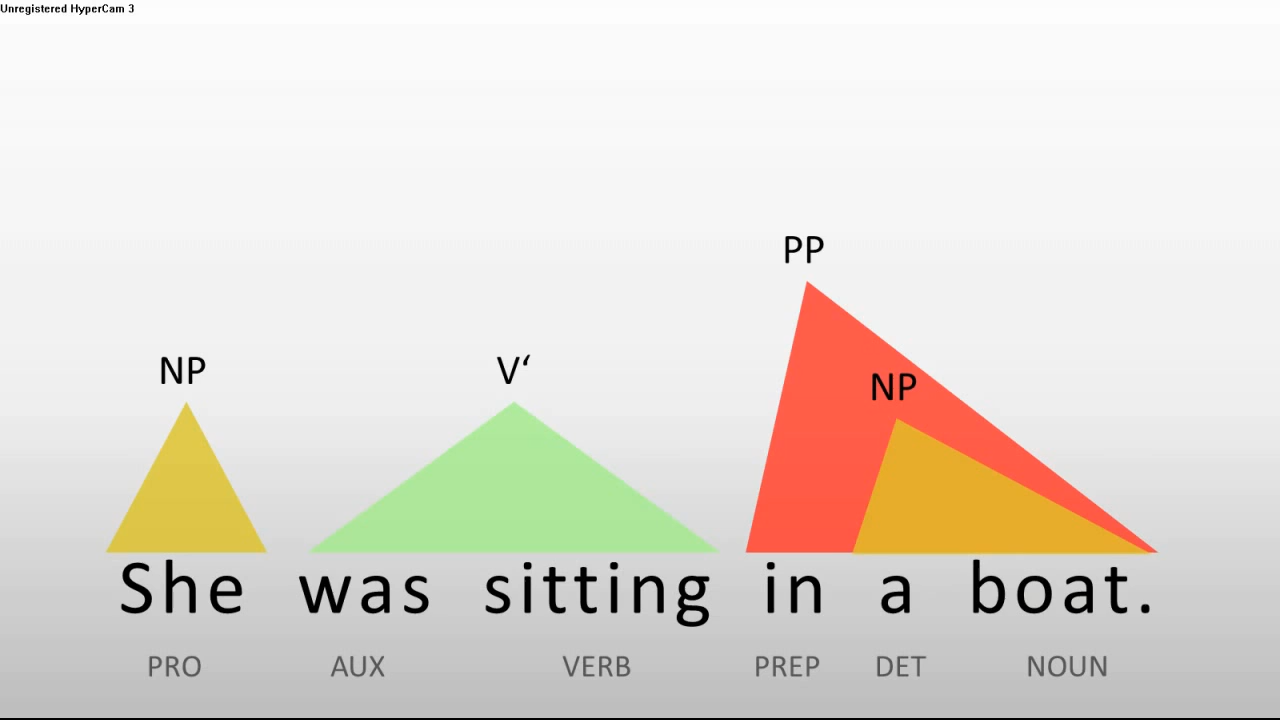 Unregistered HyperCam 3
PP
NP V‘ NP
She was sitting in a boat.
PRO AUX VERB PREP DET NOUN